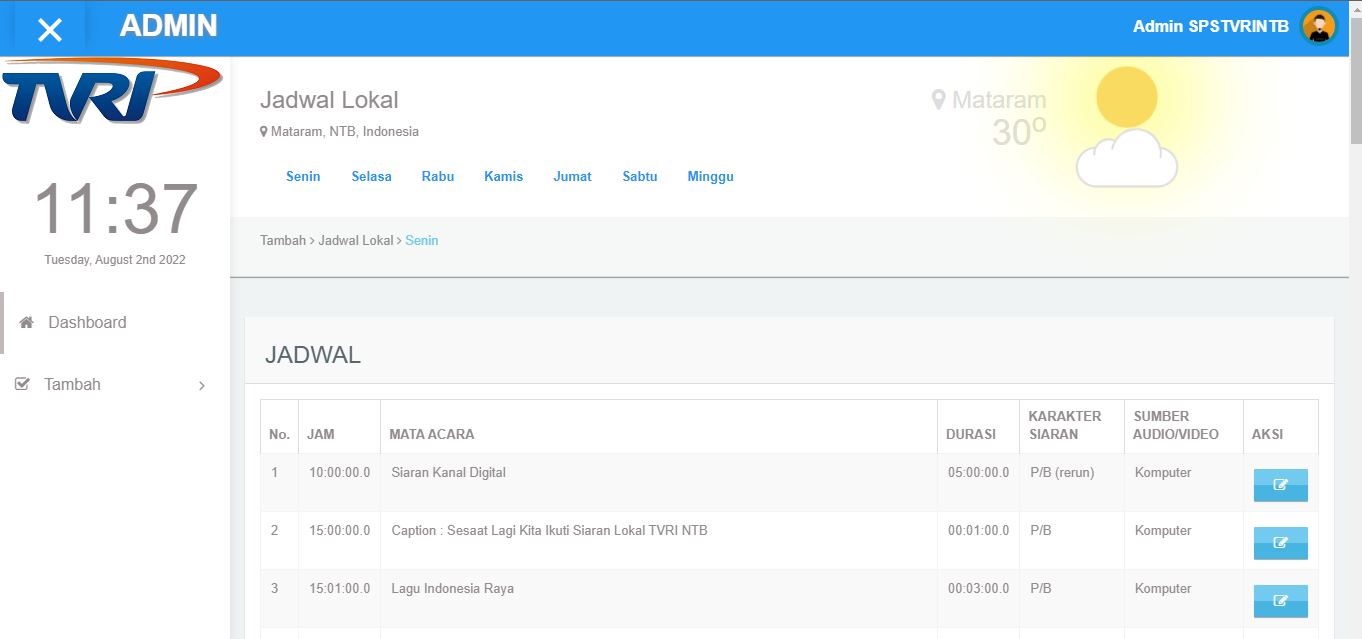 ADMIN
Admin SPSTVRINTB
TVRI
Jadwal Lokal
Mataram, NTB, Indonesia
Mataram
30º
Senin Selasa Rabu Kamis Jumat Sabtu Minggu
11:37
Tuesday, August 2nd 2022
Tambah > Jadwal Lokal > Senin
Dashboard
Tambah
JADWAL
No. JAM MATA ACARA DURASI KARAKTER SIARAN SUMBER AUDIO/VIDEO AKSI
1 10:00:00.0 Siaran Kanal Digital 05:00:00.0 P/B (rerun) Komputer
2 15:00:00.0 Caption : Sesaat Lagi Kita Ikuti Siaran Lokal TVRI NTB 00:01:00.0 P/B Komputer
3 15:01:00.0 Lagu Indonesia Raya 00:03:00.0 P/B Komputer